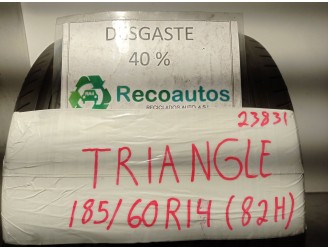 DESGASTE
40 %
Recoautos
23831
TRIANGLE
185/60R14 (82H)